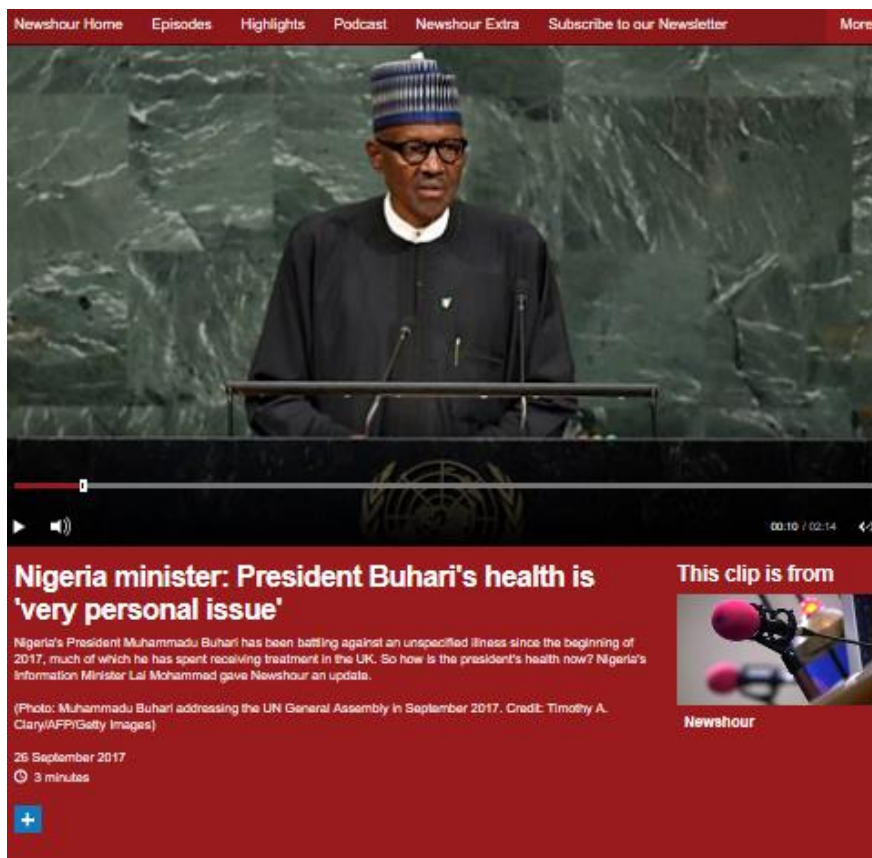 Newshour Home Episodes Highlights Podcast Newshour Extra Subscribe to our Newsletter More
00:10 / 02:14
Nigeria minister: President Buhari's health is
'very personal issue'
Nigeria's President Muhammadu Buhari has been battling against an unspecified illness since the beginning of
2017, much of which he has spent receiving treatment in the UK. So how is the president's health now? Nigeria's
Information Minister Lai Mohammed gave Newshour an update.
(Photo: Muhammadu Buhari addressing the UN General Assembly in September 2017. Credit: Timothy A.
Clary/AFP/Getty Images)
26 September 2017
3 minutes
This clip is from
Newshour